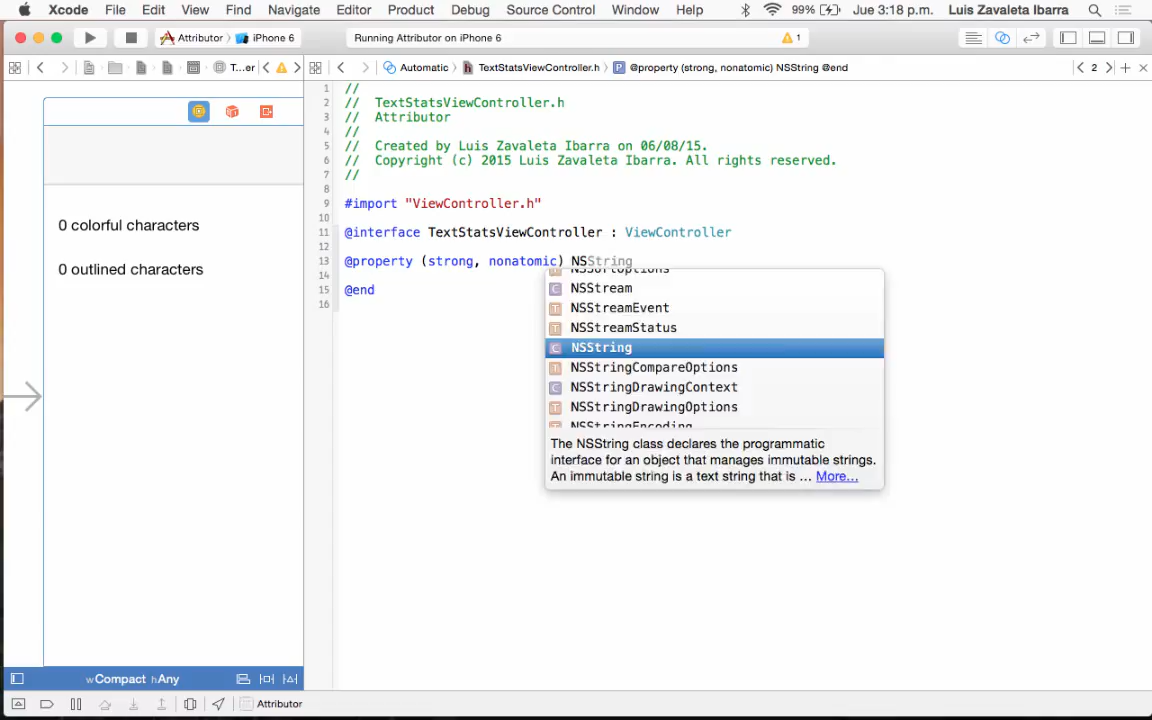 Xcode File Edit View Find Navigate Editor Product Debug Source Control Window Help 99% Jue 3:18 p.m. Luis Zavaleta Ibarra
Attributor iPhone 6 Running Attributor on iPhone 6 1
T...er Automatic TextStatsViewController.h @property (strong, nonatomic) NSString @end 2
1 //
2 // TextStatsViewController.h
3 // Attributor
4 //
5 // Created by Luis Zavaleta Ibarra on 06/08/15.
6 // Copyright (c) 2015 Luis Zavaleta Ibarra. All rights reserved.
7 //
8
9 #import "ViewController.h"
10
11 @interface TextStatsViewController : ViewController
12
13 @property (strong, nonatomic) NSString
14
15 @end
16
0 colorful characters
0 outlined characters
NSStream
NSStreamEvent
NSStreamStatus
NSString
NSStringCompareOptions
NSStringDrawingContext
NSStringDrawingOptions
NSStringEncoding
The NSString class declares the programmatic
interface for an object that manages immutable strings.
An immutable string is a text string that is ... More...
wCompact hAny
Attributor